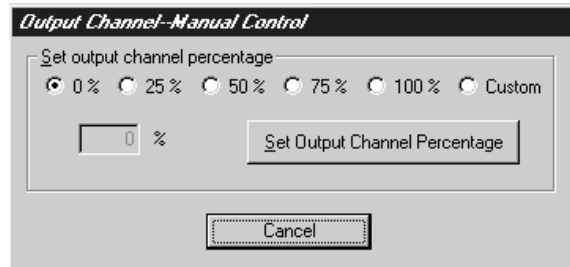 Output Channel--Manual Control
Set output channel percentage
0 % 25 % 50 % 75 % 100 % Custom
0 % Set Output Channel Percentage
Cancel